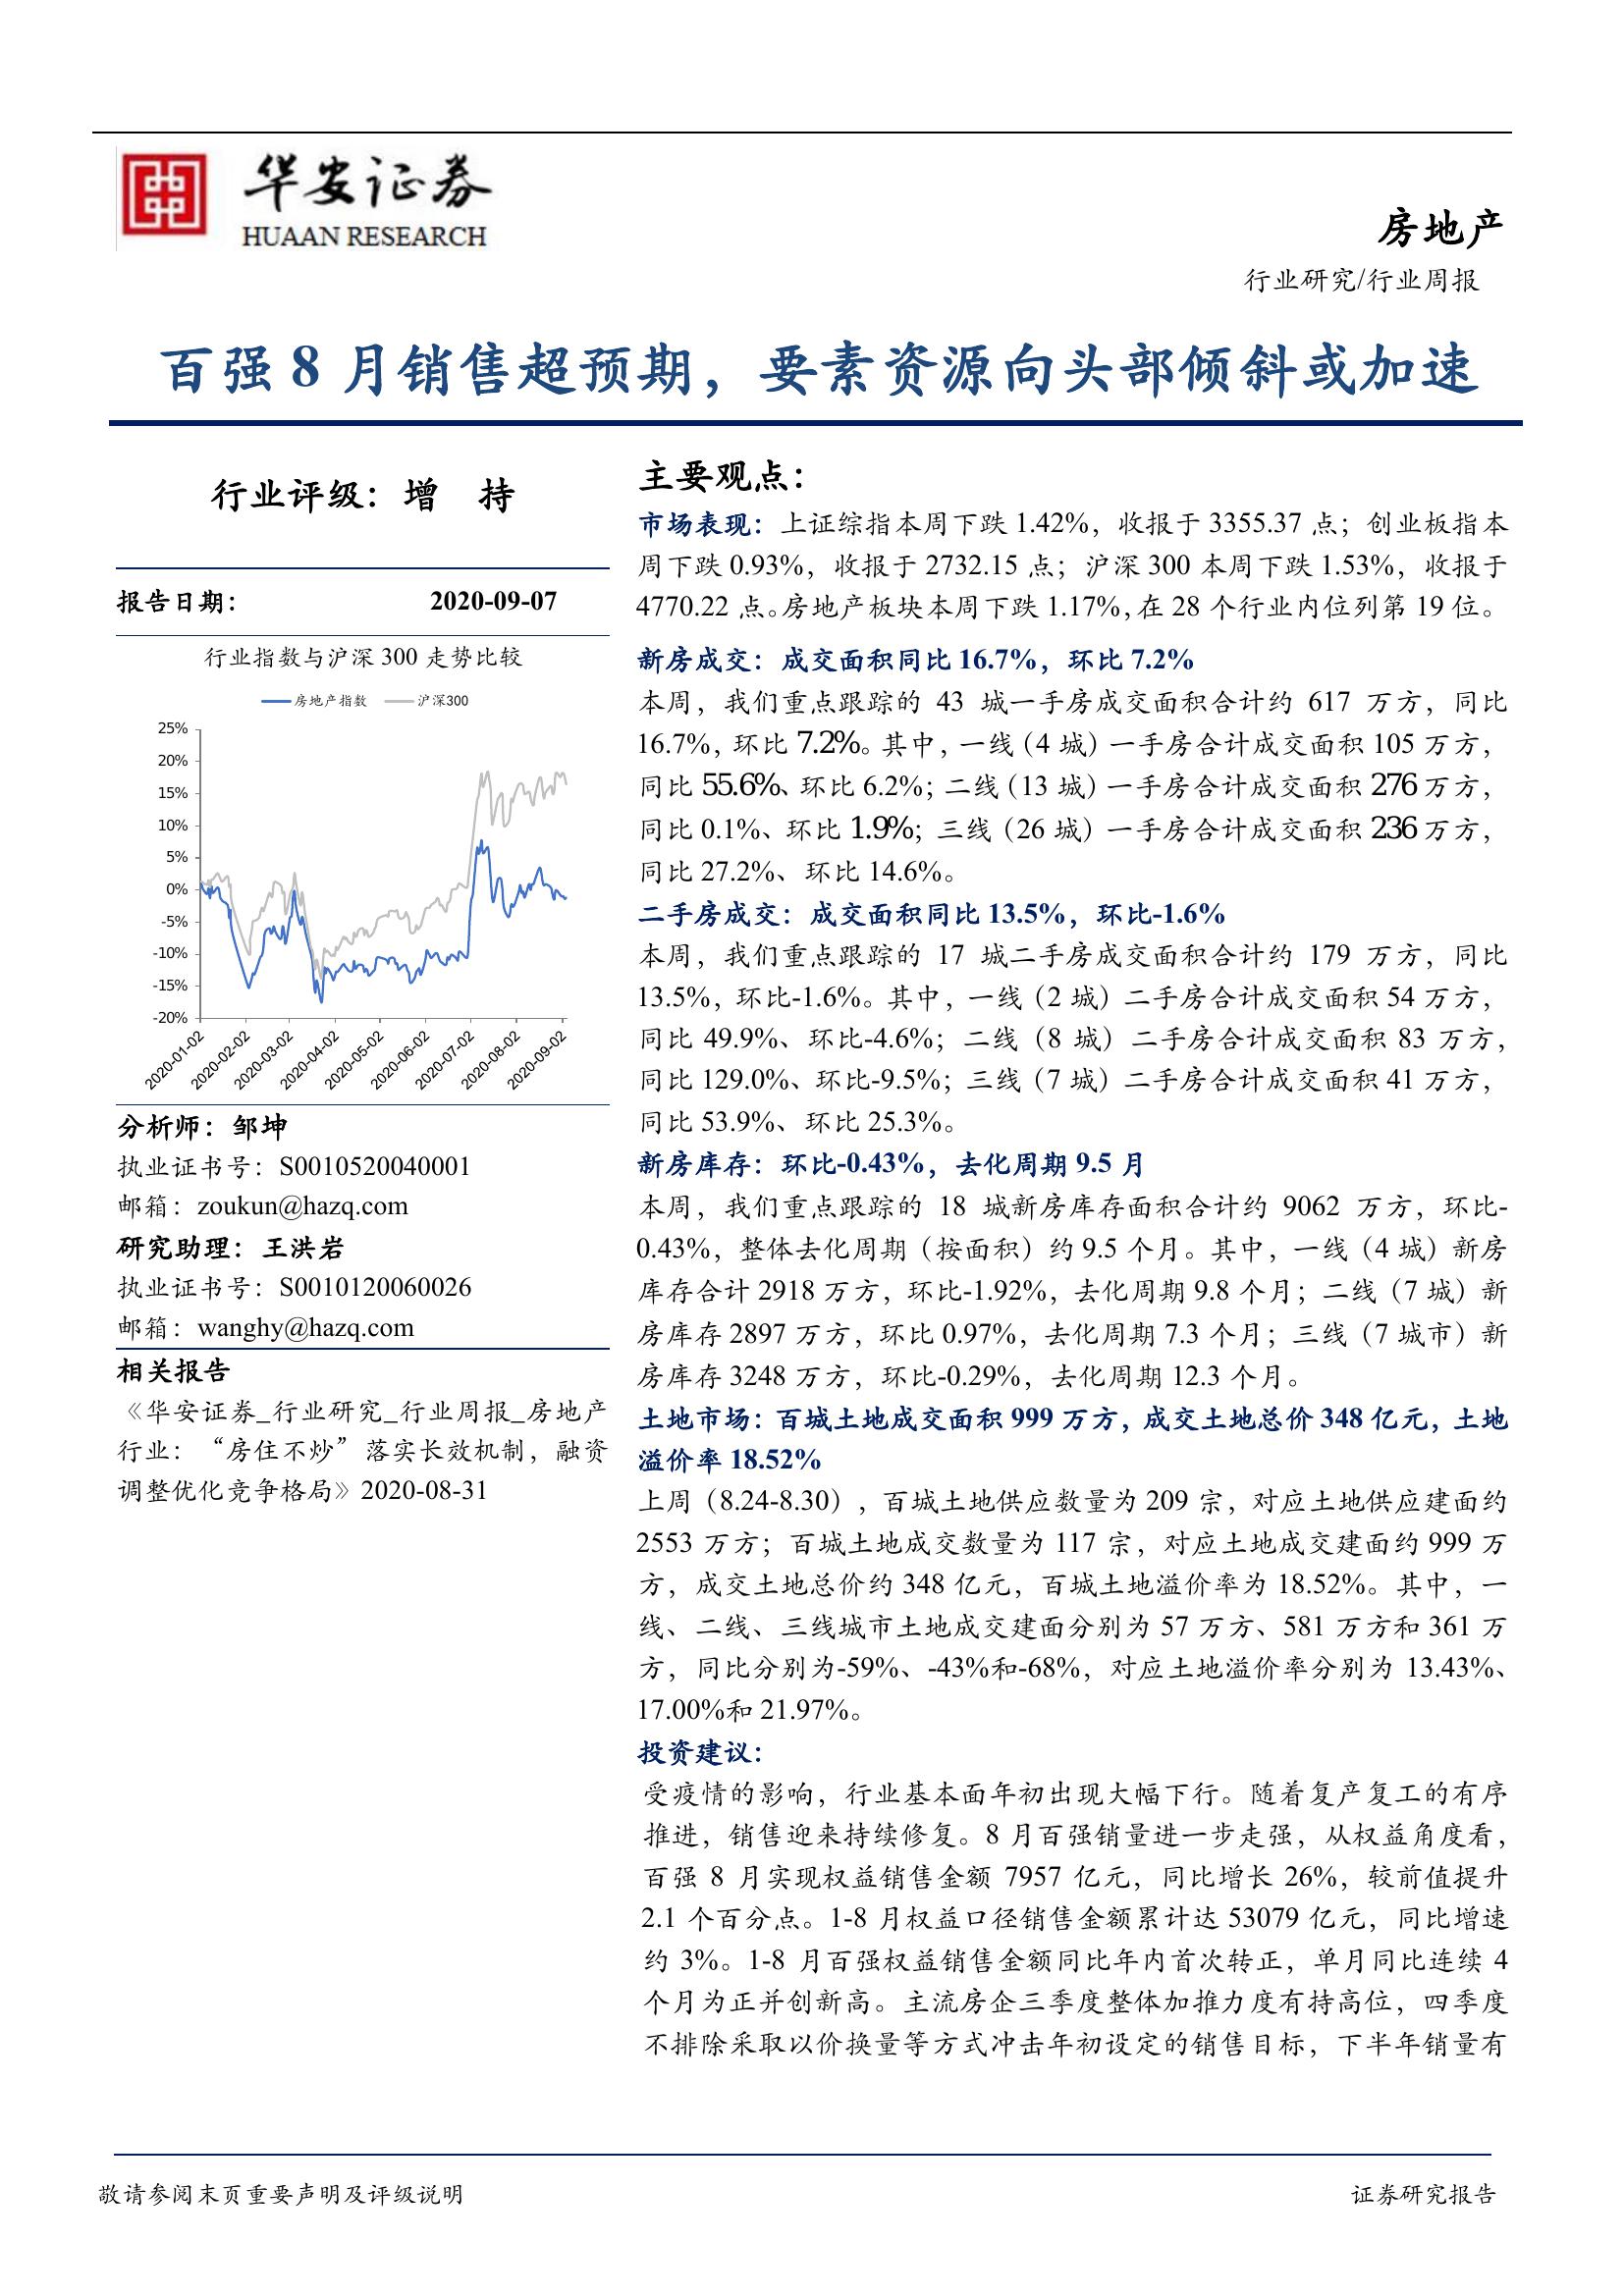 华安证券
HUAAN RESEARCH
房地产
行业研究/行业周报
百强 8 月销售超预期，要素资源向头部倾斜或加速
行业评级：增 持
报告日期： 2020-09-07
行业指数与沪深 300 走势比较
房地产指数 沪深300
25%
20%
15%
10%
5%
0%
-5%
-10%
-15%
-20%
2020-01-02 2020-02-02 2020-03-02 2020-04-02 2020-05-02 2020-06-02 2020-07-02 2020-08-02 2020-09-02
分析师：邹坤
执业证书号：S0010520040001
邮箱：zoukun@hazq.com
研究助理：王洪岩
执业证书号：S0010120060026
邮箱：wanghy@hazq.com
相关报告
《华安证券_行业研究_行业周报_房地产
行业：“房住不炒”落实长效机制，融资
调整优化竞争格局》2020-08-31
主要观点：
市场表现：上证综指本周下跌 1.42%，收报于 3355.37 点；创业板指本
周下跌 0.93%，收报于 2732.15 点；沪深 300 本周下跌 1.53%，收报于
4770.22 点。房地产板块本周下跌 1.17%，在 28 个行业内位列第 19 位。
新房成交：成交面积同比 16.7%，环比 7.2%
本周，我们重点跟踪的 43 城一手房成交面积合计约 617 万方，同比
16.7%，环比 7.2%。其中，一线（4 城）一手房合计成交面积 105 万方，
同比 55.6%、环比 6.2%；二线（13 城）一手房合计成交面积 276 万方，
同比 0.1%、环比 1.9%；三线（26 城）一手房合计成交面积 236 万方，
同比 27.2%、环比 14.6%。
二手房成交：成交面积同比 13.5%，环比-1.6%
本周，我们重点跟踪的 17 城二手房成交面积合计约 179 万方，同比
13.5%，环比-1.6%。其中，一线（2 城）二手房合计成交面积 54 万方，
同比 49.9%、环比-4.6%；二线（8 城）二手房合计成交面积 83 万方，
同比 129.0%、环比-9.5%；三线（7 城）二手房合计成交面积 41 万方，
同比 53.9%、环比 25.3%。
新房库存：环比-0.43%，去化周期 9.5 月
本周，我们重点跟踪的 18 城新房库存面积合计约 9062 万方，环比-
0.43%，整体去化周期（按面积）约 9.5 个月。其中，一线（4 城）新房
库存合计 2918 万方，环比-1.92%，去化周期 9.8 个月；二线（7 城）新
房库存 2897 万方，环比 0.97%，去化周期 7.3 个月；三线（7 城市）新
房库存 3248 万方，环比-0.29%，去化周期 12.3 个月。
土地市场：百城土地成交面积 999 万方，成交土地总价 348 亿元，土地
溢价率 18.52%
上周（8.24-8.30），百城土地供应数量为 209 宗，对应土地供应建面约
2553 万方；百城土地成交数量为 117 宗，对应土地成交建面约 999 万
方，成交土地总价约 348 亿元，百城土地溢价率为 18.52%。其中，一
线、二线、三线城市土地成交建面分别为 57 万方、581 万方和 361 万
方，同比分别为-59%、-43%和-68%，对应土地溢价率分别为 13.43%、
17.00%和 21.97%。
投资建议：
受疫情的影响，行业基本面年初出现大幅下行。随着复产复工的有序
推进，销售迎来持续修复。8 月百强销量进一步走强，从权益角度看，
百强 8 月实现权益销售金额 7957 亿元，同比增长 26%，较前值提升
2.1 个百分点。1-8 月权益口径销售金额累计达 53079 亿元，同比增速
约 3%。1-8 月百强权益销售金额同比年内首次转正，单月同比连续 4
个月为正并创新高。主流房企三季度整体加推力度有持高位，四季度
不排除采取以价换量等方式冲击年初设定的销售目标，下半年销量有
敬请参阅末页重要声明及评级说明
证券研究报告